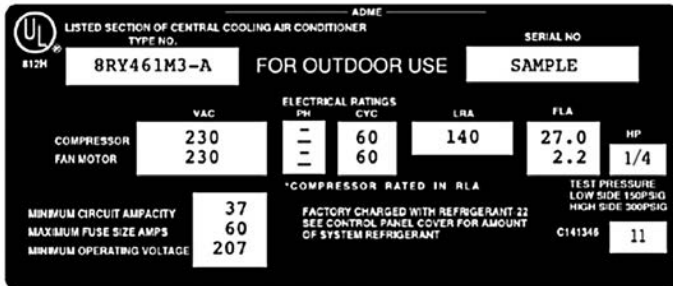 ADME
UL LISTED SECTION OF CENTRAL COOLING AIR CONDITIONER
®
812H
TYPE NO.
8RY461M3-A
FOR OUTDOOR USE
SERIAL NO
SAMPLE
ELECTRICAL RATINGS
VAC PH CYC LRA FLA HP
COMPRESSOR 230 - 60 140 27.0
FAN MOTOR 230 - 60 2.2 1/4
*COMPRESSOR RATED IN RLA
TEST PRESSURE
LOW SIDE 150PSIG
HIGH SIDE 300PSIG
MINIMUM CIRCUIT AMPACITY 37
MAXIMUM FUSE SIZE AMPS 60
MINIMUM OPERATING VOLTAGE 207
FACTORY CHARGED WITH REFRIGERANT-22
SEE CONTROL PANEL COVER FOR AMOUNT
OF SYSTEM REFRIGERANT
C141346 11